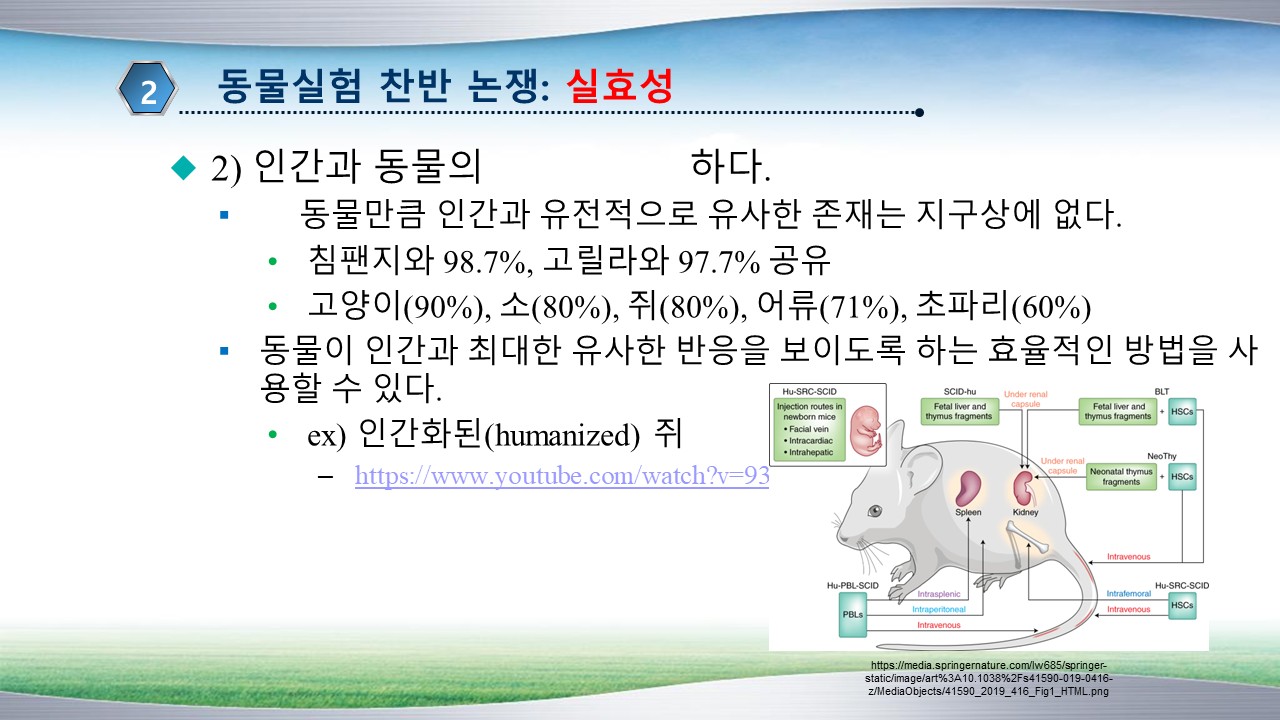 2
동물실험 찬반 논쟁: 실효성
2) 인간과 동물의 하다.
동물만큼 인간과 유전적으로 유사한 존재는 지구상에 없다.
침팬지와 98.7%, 고릴라와 97.7% 공유
고양이(90%), 소(80%), 쥐(80%), 어류(71%), 초파리(60%)
동물이 인간과 최대한 유사한 반응을 보이도록 하는 효율적인 방법을 사
용할 수 있다.
ex) 인간화된(humanized) 쥐
– https://www.youtube.com/watch?v=93
Hu-SRC-SCID
Injection routes in
newborn mice
• Facial vein
• Intracardiac
• Intrahepatic
SCID-hu
Fetal liver and
thymus fragments
Under renal
capsule
BLT
Fetal liver and
thymus fragments
+
HSCs
NeoThy
Under renal
capsule
Neonatal thymus
fragments
+
HSCs
Spleen
Kidney
Intravenous
Hu-PBL-SCID
PBLs
Intrasplenic
Intraperitoneal
Intravenous
Hu-SRC-SCID
Intrafemoral
Intravenous
HSCs
https://media.springernature.com/lw685/springer-
static/image/art%3A10.1038%2Fs41590-019-0416-
z/MediaObjects/41590_2019_416_Fig1_HTML.png